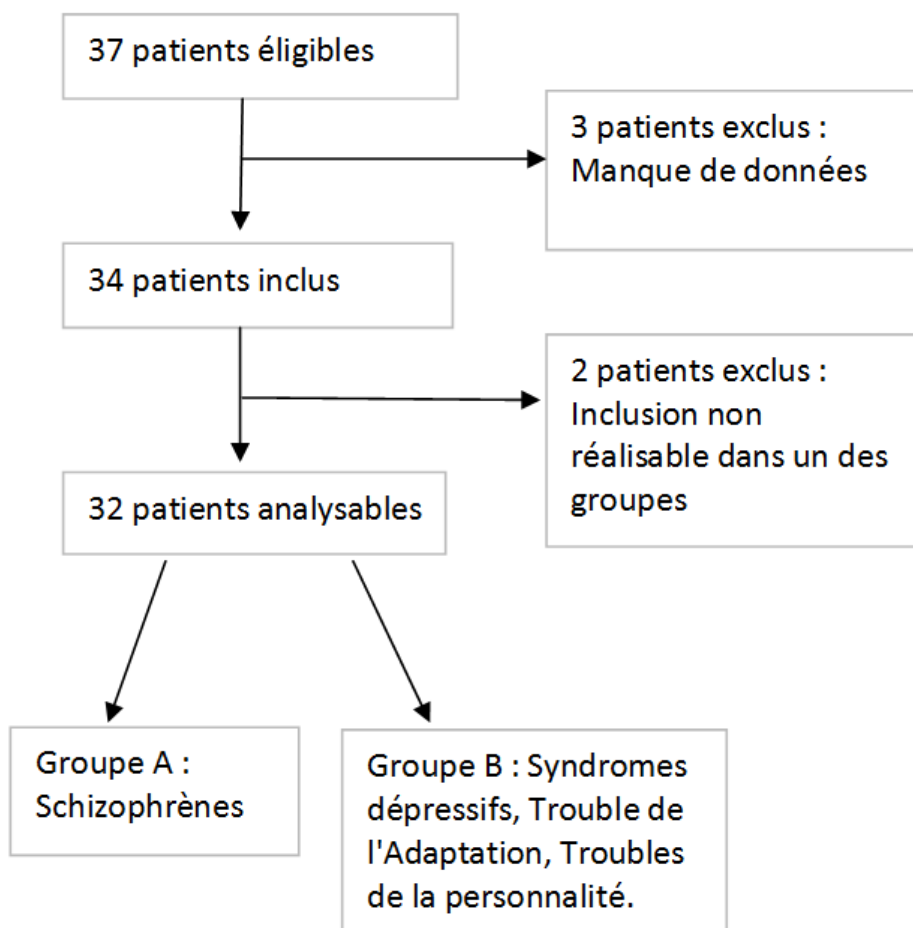 37 patients éligibles
3 patients exclus :
Manque de données
34 patients inclus
2 patients exclus :
Inclusion non
réalisable dans un des
groupes
32 patients analysables
Groupe A :
Schizophrènes
Groupe B : Syndromes
dépressifs, Trouble de
l'Adaptation, Troubles
de la personnalité.